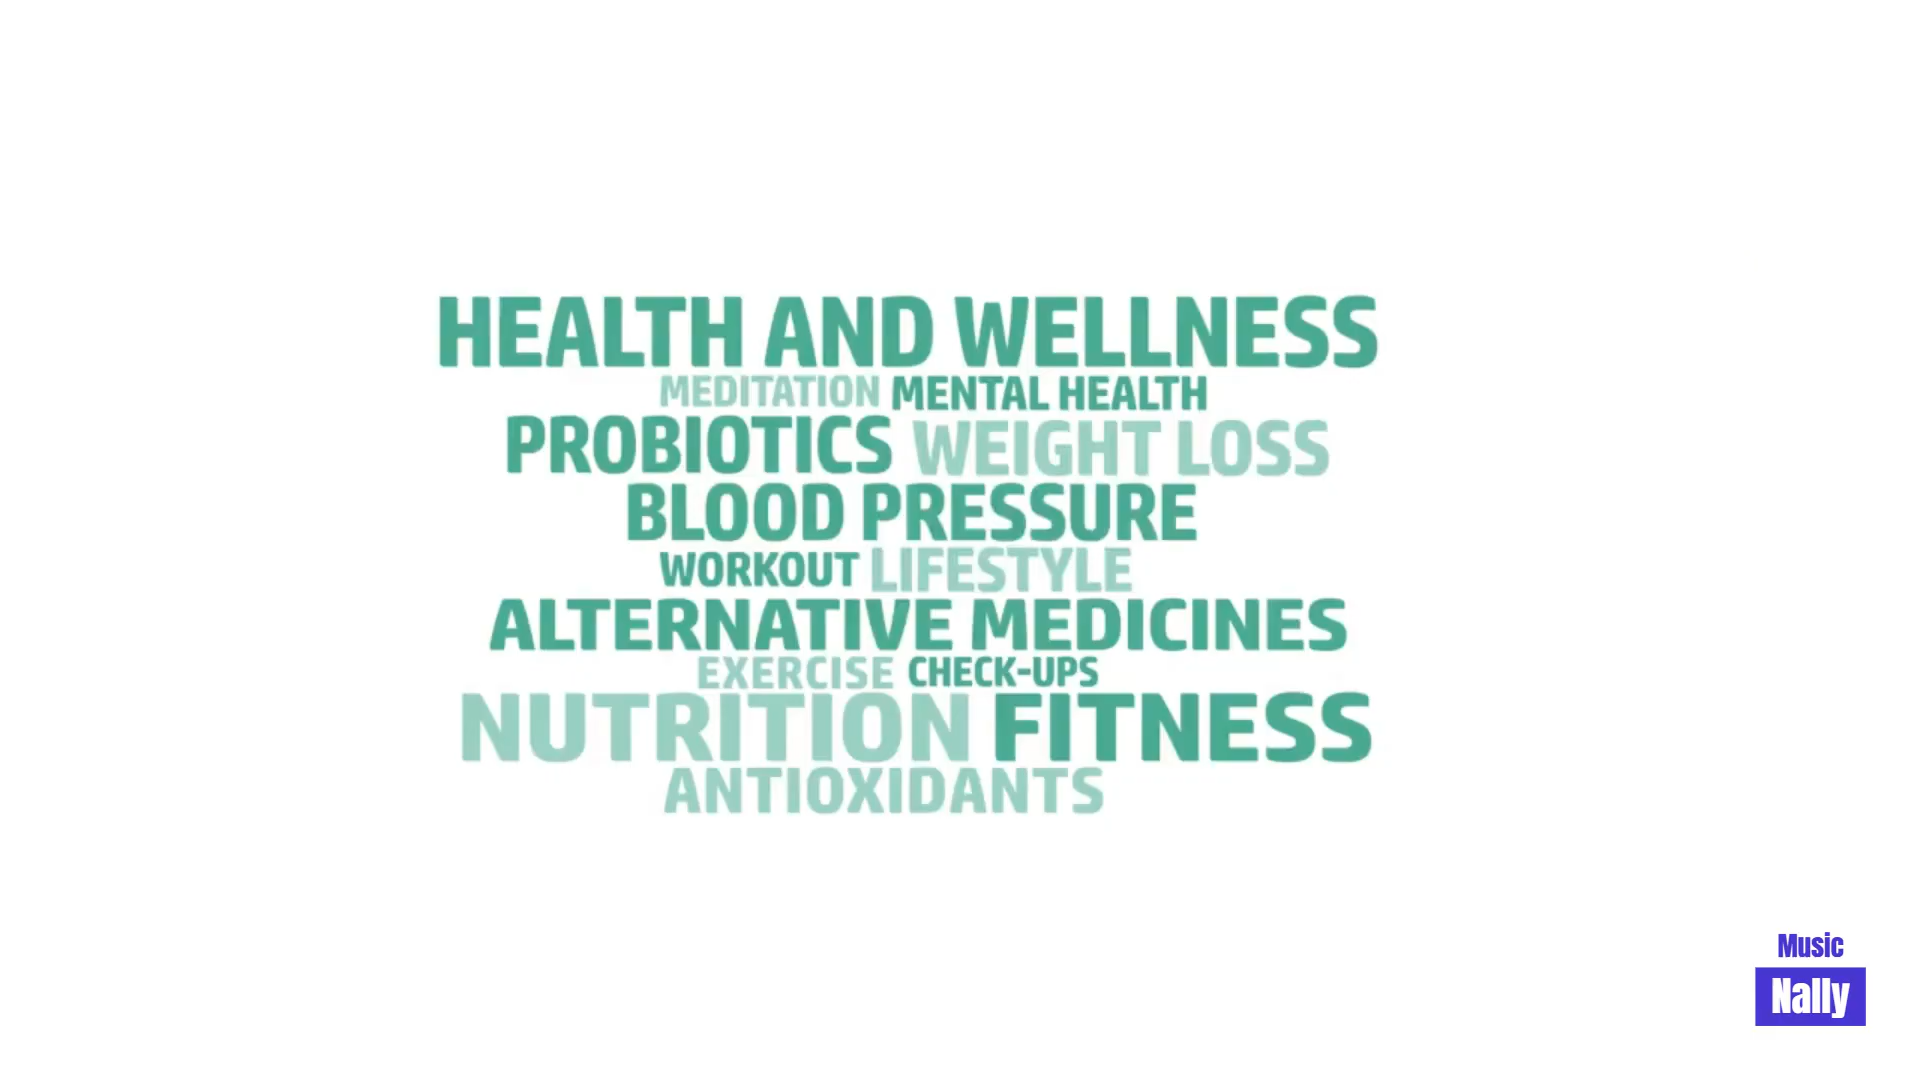 HEALTH AND WELLNESS
MEDITATION MENTAL HEALTH
PROBIOTICS WEIGHT LOSS
BLOOD PRESSURE
WORKOUT LIFESTYLE
ALTERNATIVE MEDICINES
EXERCISE CHECK-UPS
NUTRITION FITNESS
ANTIOXIDANTS
Music
Nally